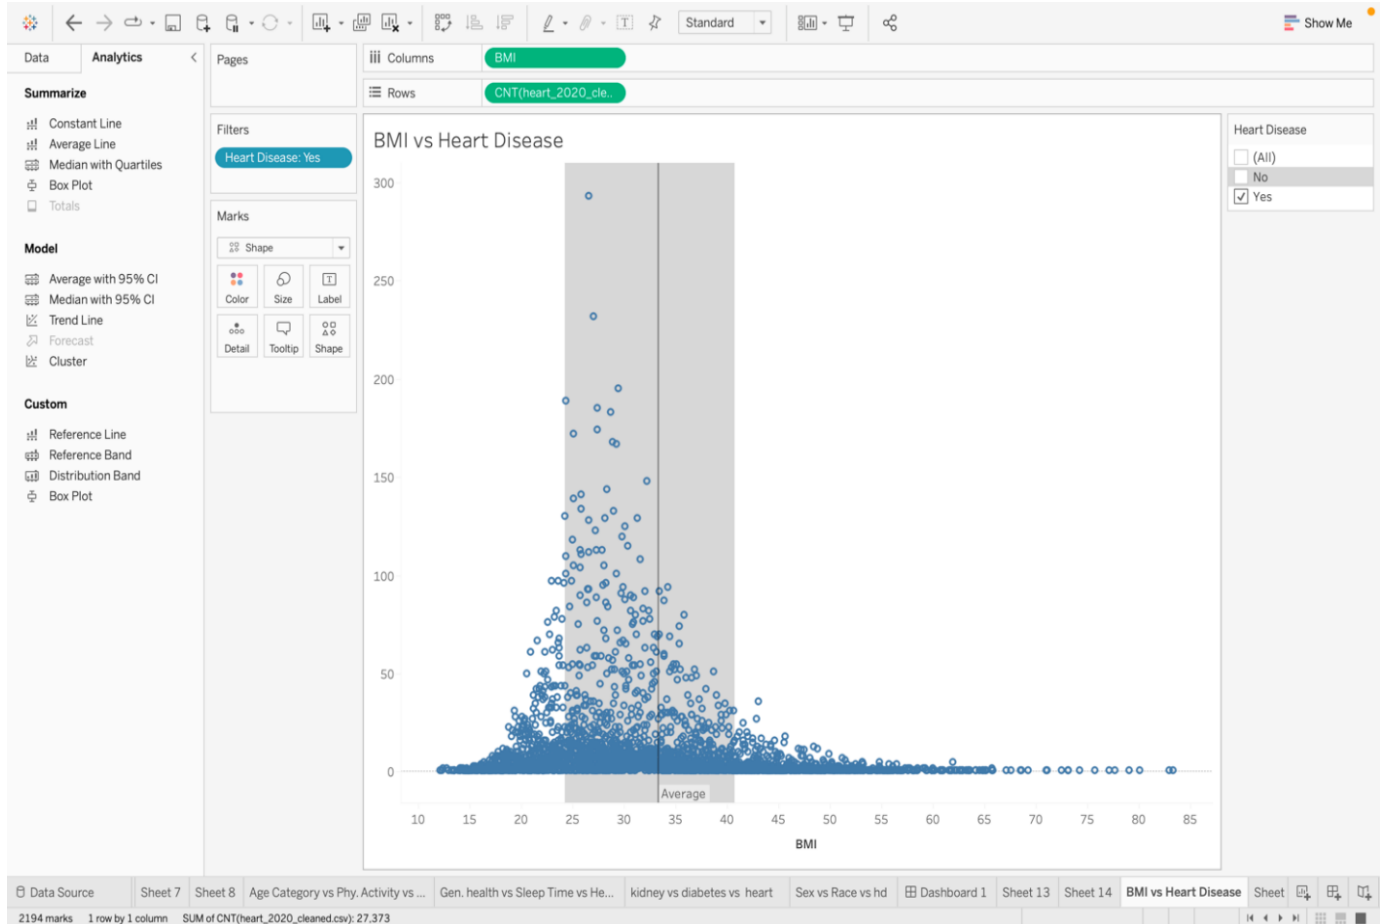 Standard
Show Me
Data
Analytics
Pages
Columns
BMI
Rows
CNT(heart_2020_cle..
Summarize
Constant Line
Average Line
Median with Quartiles
Box Plot
Totals
Model
Average with 95% CI
Median with 95% CI
Trend Line
Forecast
Cluster
Custom
Reference Line
Reference Band
Distribution Band
Box Plot
Filters
Heart Disease: Yes
Marks
Shape
Color Size Label
Detail Tooltip Shape
BMI vs Heart Disease
300
250
200
150
100
50
0
Average
10 15 20 25 30 35 40 45 50 55 60 65 70 75 80 85
BMI
Heart Disease
(All)
No
Yes
Data Source Sheet 7 Sheet 8 Age Category vs Phy. Activity vs ... Gen. health vs Sleep Time vs He... kidney vs diabetes vs heart Sex vs Race vs hd Dashboard 1 Sheet 13 Sheet 14 BMI vs Heart Disease Sheet
2194 marks 1 row by 1 column SUM of CNT(heart_2020_cleaned.csv): 27,373